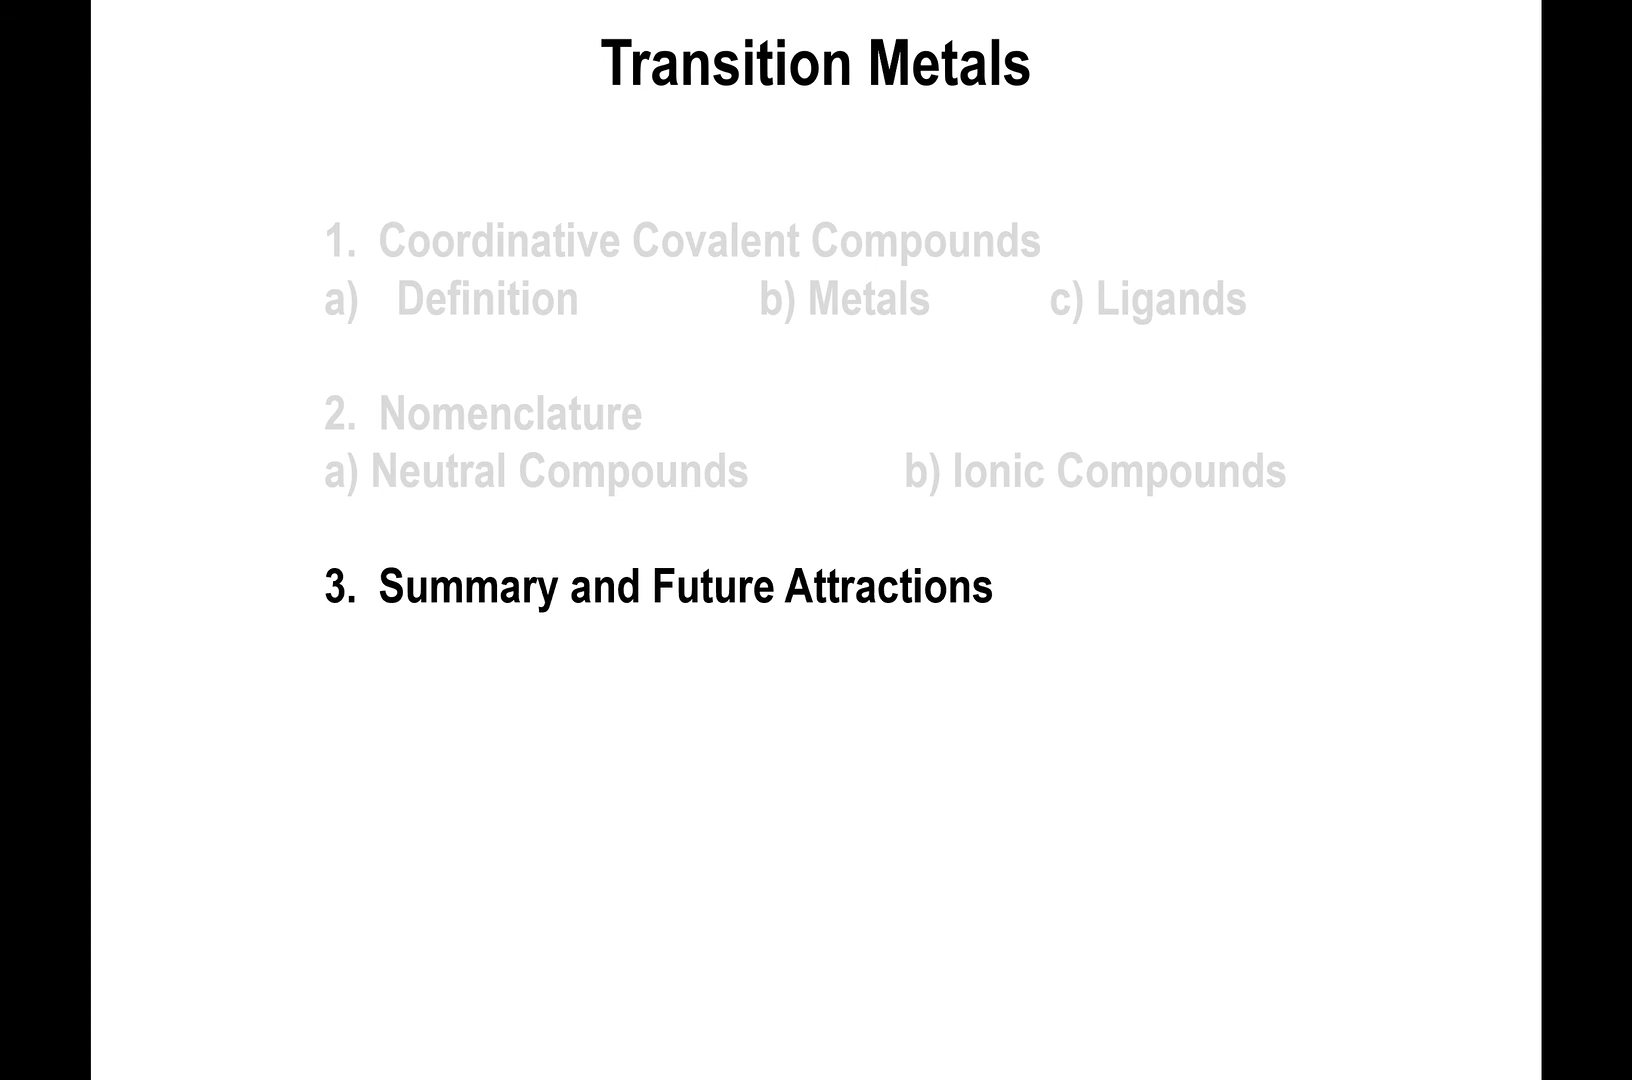 Transition Metals
1. Coordinative Covalent Compounds
a) Definition b) Metals c) Ligands
2. Nomenclature
a) Neutral Compounds b) Ionic Compounds
3. Summary and Future Attractions